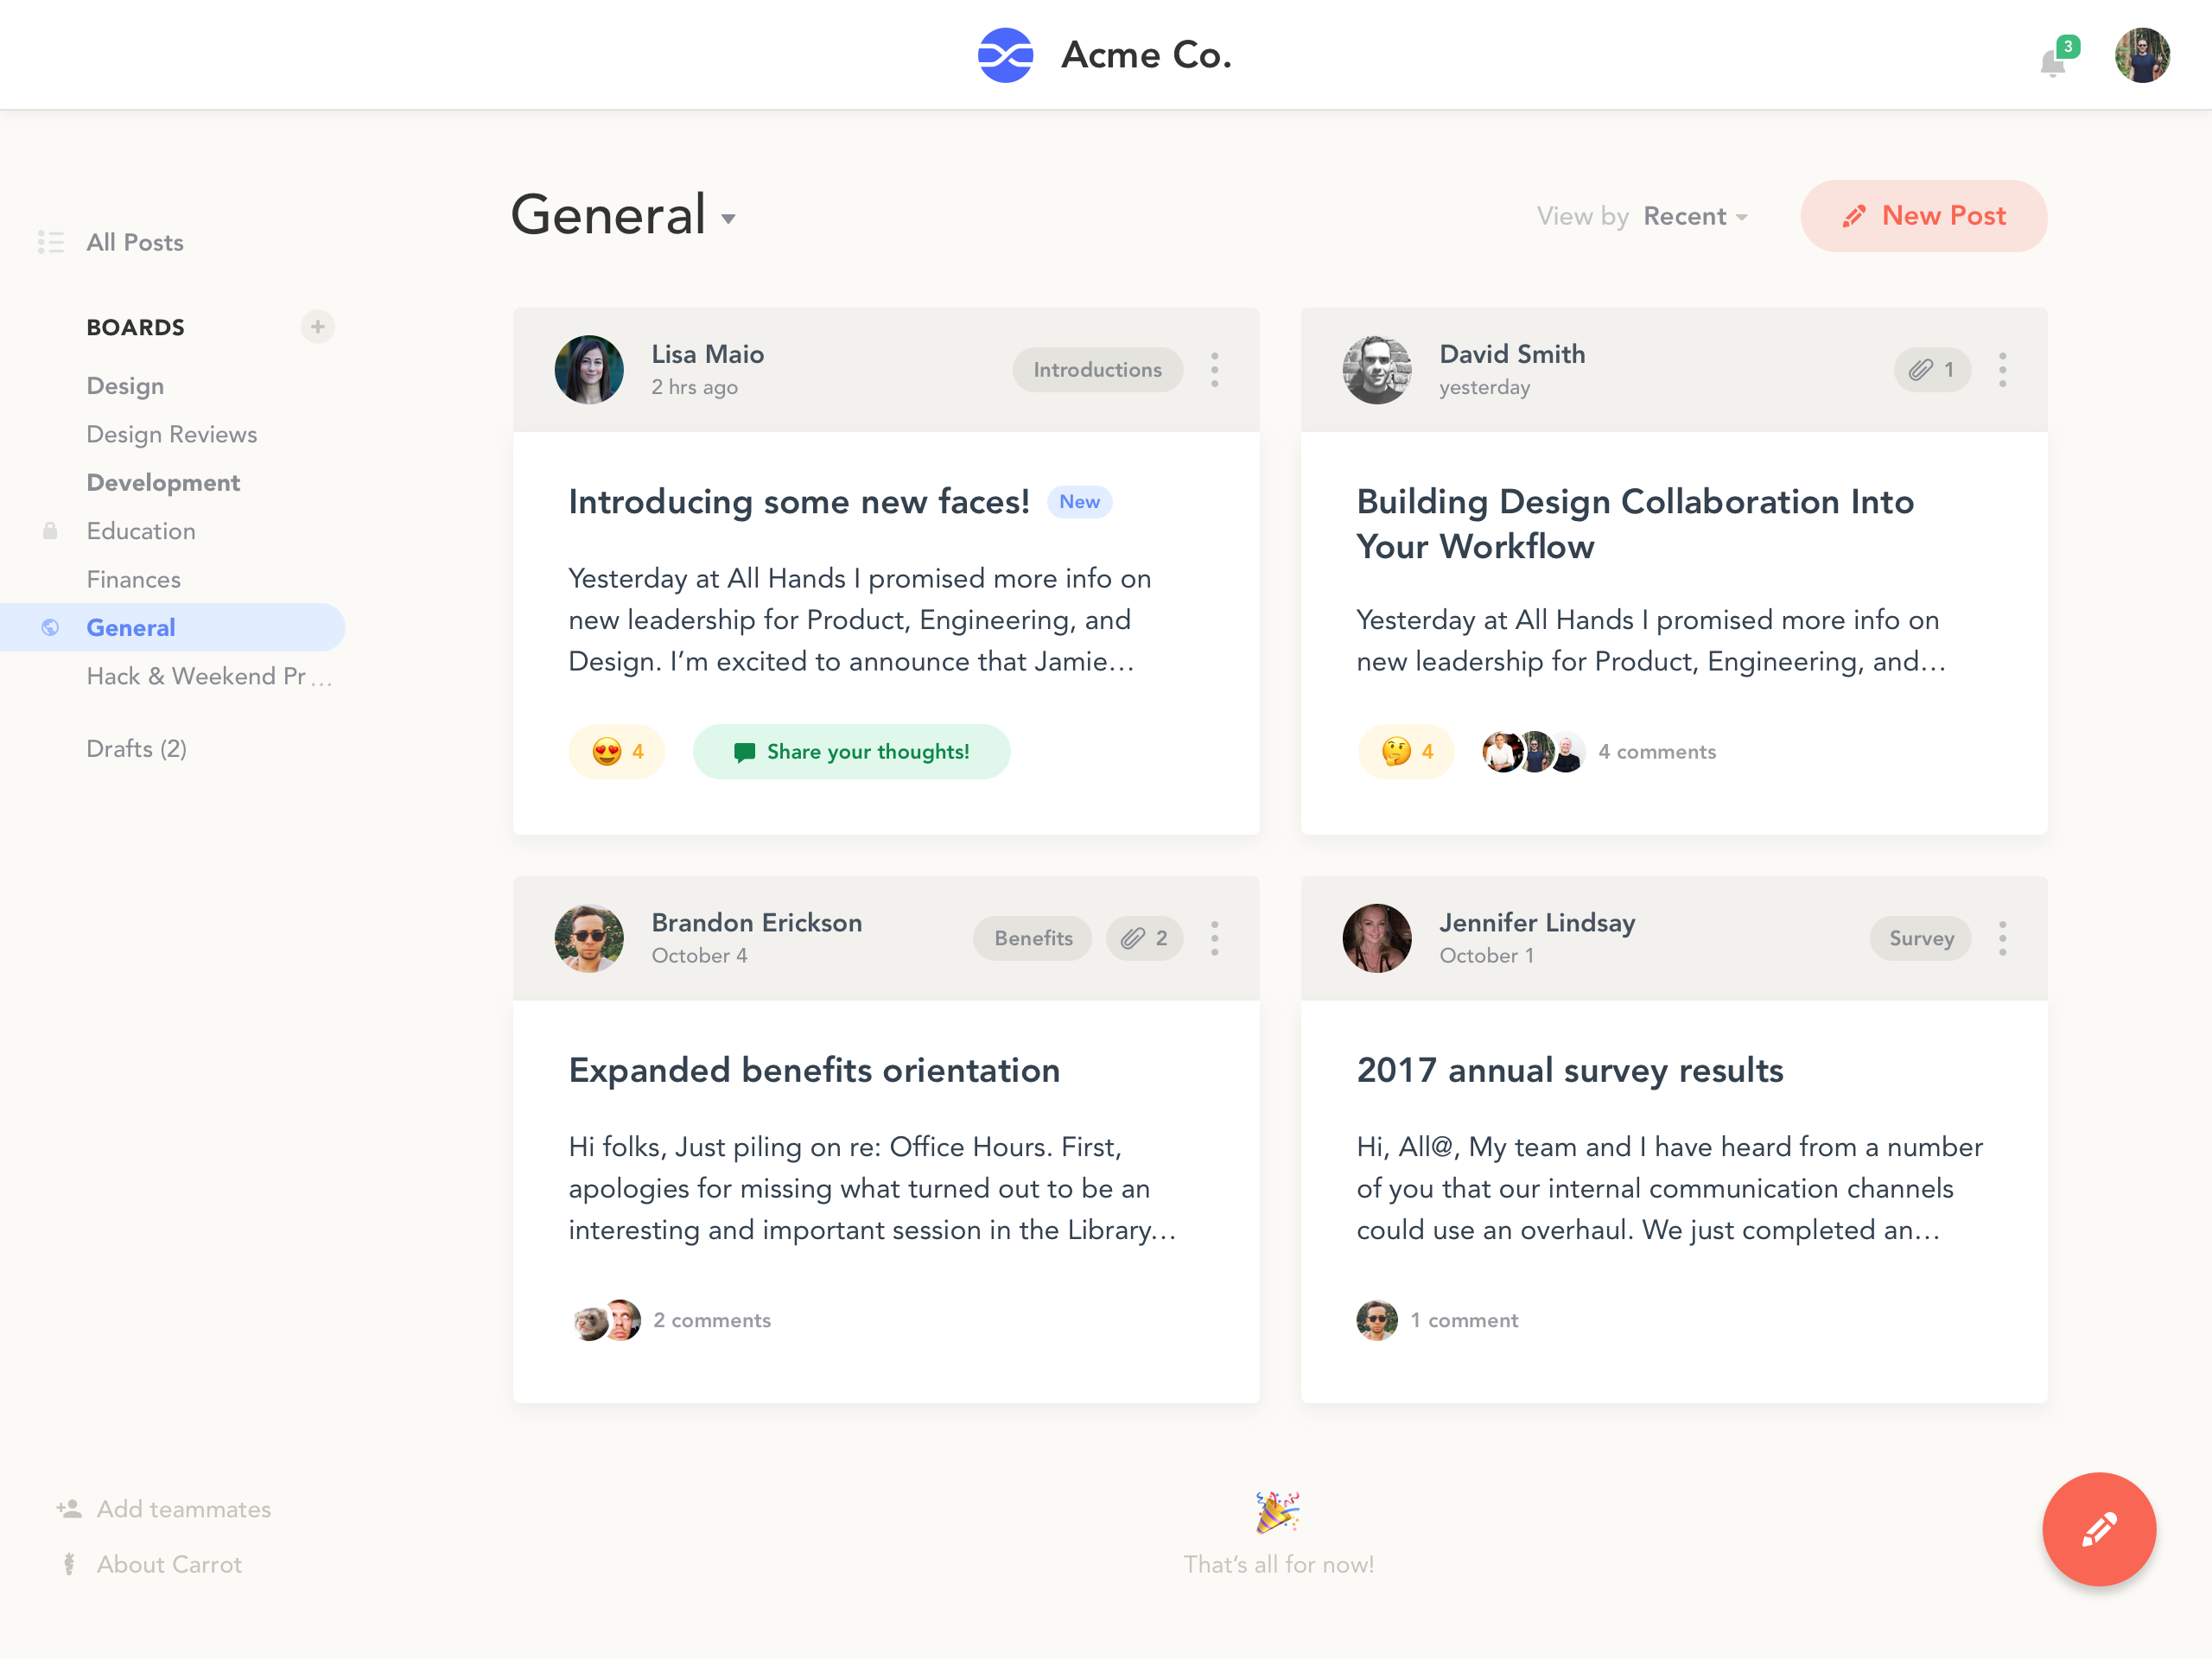 Acme Co.
3
All Posts
BOARDS
Design
Design Reviews
Development
Education
Finances
General
Hack & Weekend Pr ...
Drafts (2)
Add teammates
About Carrot
General
View by Recent
New Post
Lisa Maio
2 hrs ago
Introductions
Introducing some new faces! New
Yesterday at All Hands I promised more info on
new leadership for Product, Engineering, and
Design. I’m excited to announce that Jamie…
4
Share your thoughts!
David Smith
yesterday
1
Building Design Collaboration Into
Your Workflow
Yesterday at All Hands I promised more info on
new leadership for Product, Engineering, and…
4
4 comments
Brandon Erickson
October 4
Benefits
2
Expanded benefits orientation
Hi folks, Just piling on re: Office Hours. First,
apologies for missing what turned out to be an
interesting and important session in the Library…
2 comments
Jennifer Lindsay
October 1
Survey
2017 annual survey results
Hi, All@, My team and I have heard from a number
of you that our internal communication channels
could use an overhaul. We just completed an…
1 comment
That’s all for now!